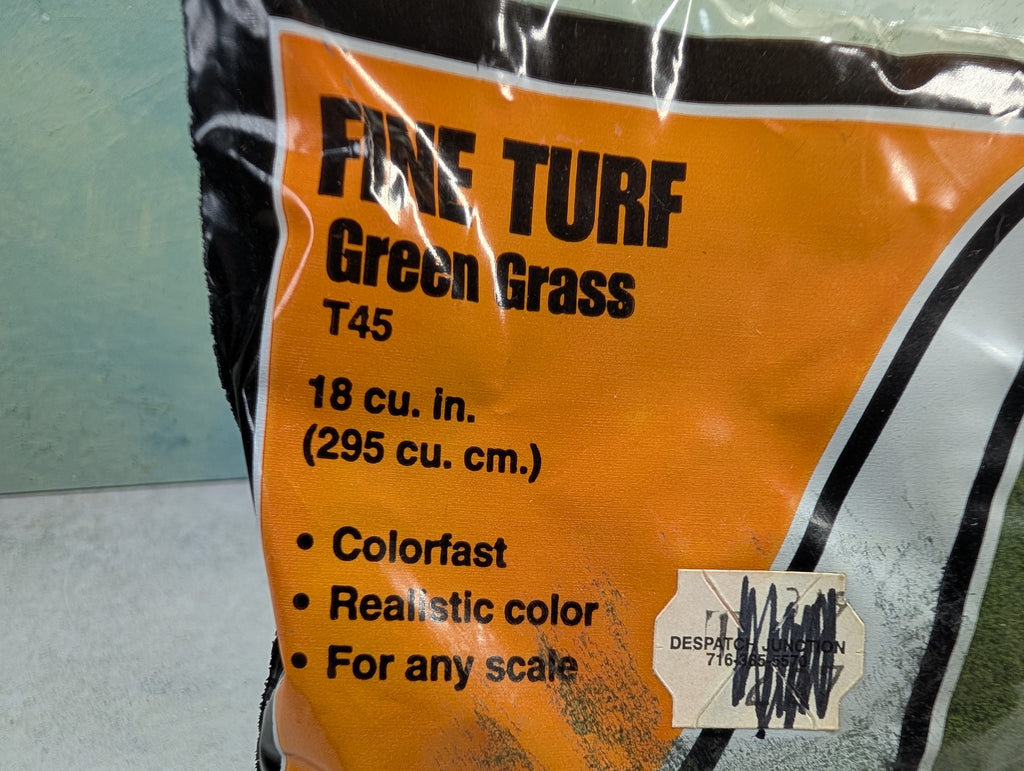 FINE TURF
Green Grass
T45
18 cu. in.
(295 cu. cm.)
• Colorfast
• Realistic color
• For any scale
DESPATCH JUNCTION